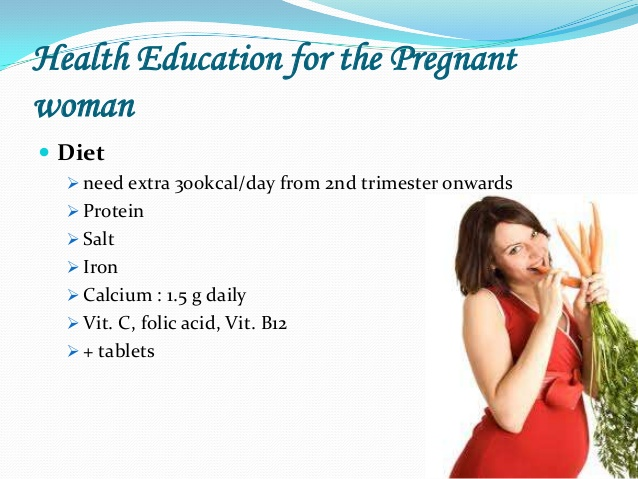 Health Education for the Pregnant
woman
• Diet
➢ need extra 300kcal/day from 2nd trimester onwards
➢ Protein
➢ Salt
➢ Iron
➢ Calcium : 1.5 g daily
➢ Vit. C, folic acid, Vit. B12
➢ + tablets